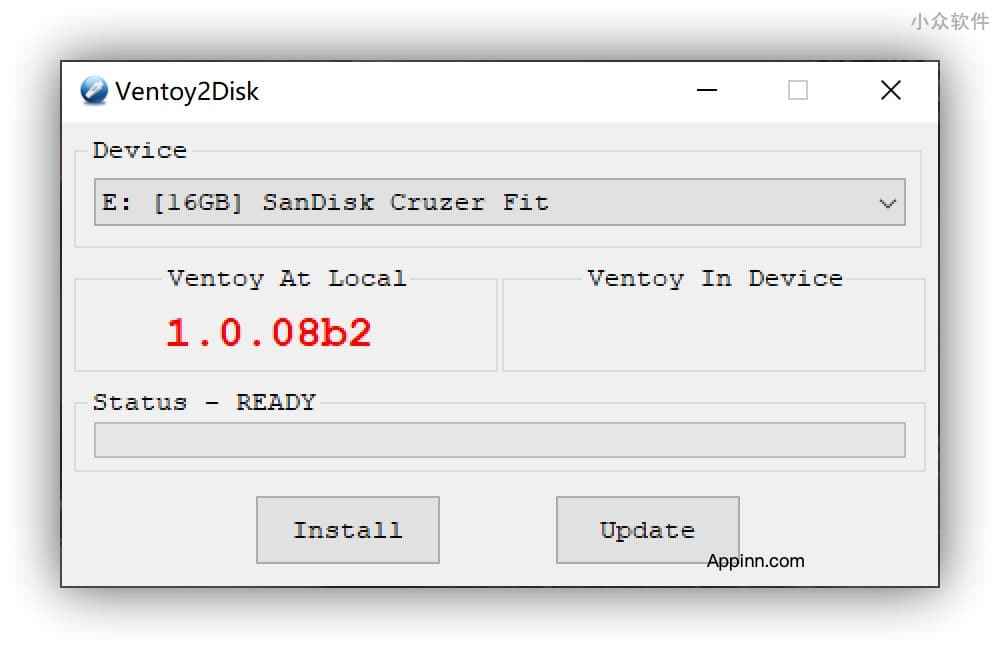 小众软件
Ventoy2Disk
Device
E: [16GB] SanDisk Cruzer Fit
Ventoy At Local
Ventoy In Device
1.0.08b2
Status - READY
Install
Update
Appinn.com